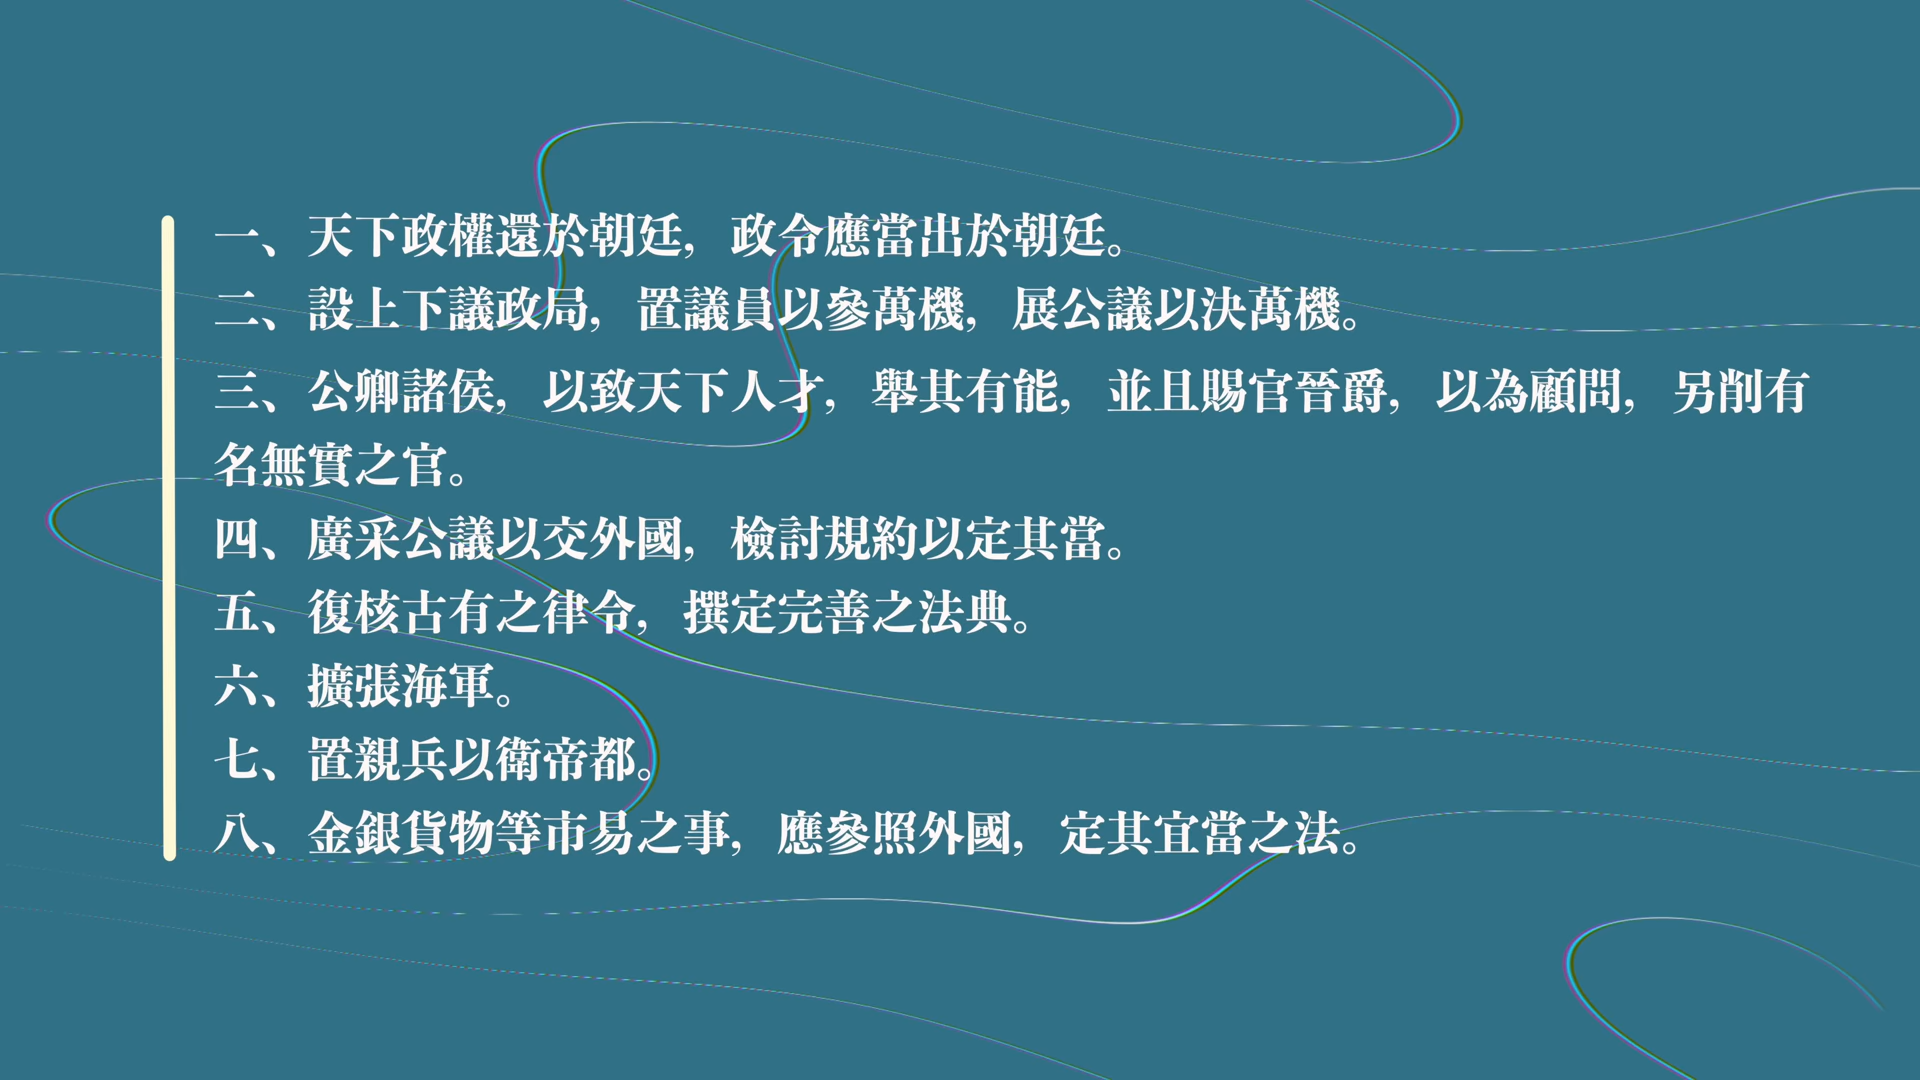 一、天下政權還於朝廷，政令應當出於朝廷。
二、設上下議政局，置議員以參萬機，展公議以決萬機。
三、公卿諸侯，以致天下人才，舉其有能，並且賜官晉爵，以為顧問，另削有
名無實之官。
四、廣采公議以交外國，檢討規約以定其當。
五、復核古有之律令，撰定完善之法典。
六、擴張海軍。
七、置親兵以衛帝都。
八、金銀貨物等市易之事，應參照外國，定其宜當之法。